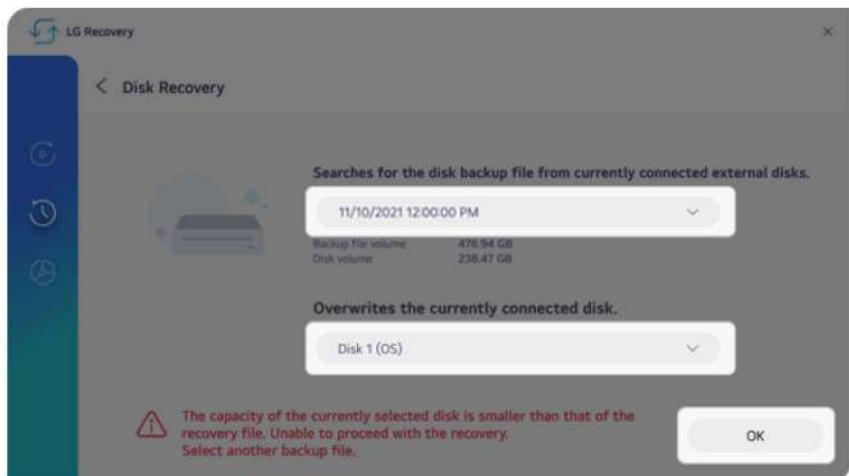 LG Recovery
Disk Recovery
Searches for the disk backup file from currently connected external disks.
11/10/2021 12:00:00 PM
Backup file volume 476.94 GB
Disk volume 238.47 GB
Overwrites the currently connected disk.
Disk 1 (OS)
The capacity of the currently selected disk is smaller than that of the
recovery file. Unable to proceed with the recovery.
Select another backup file.
OK